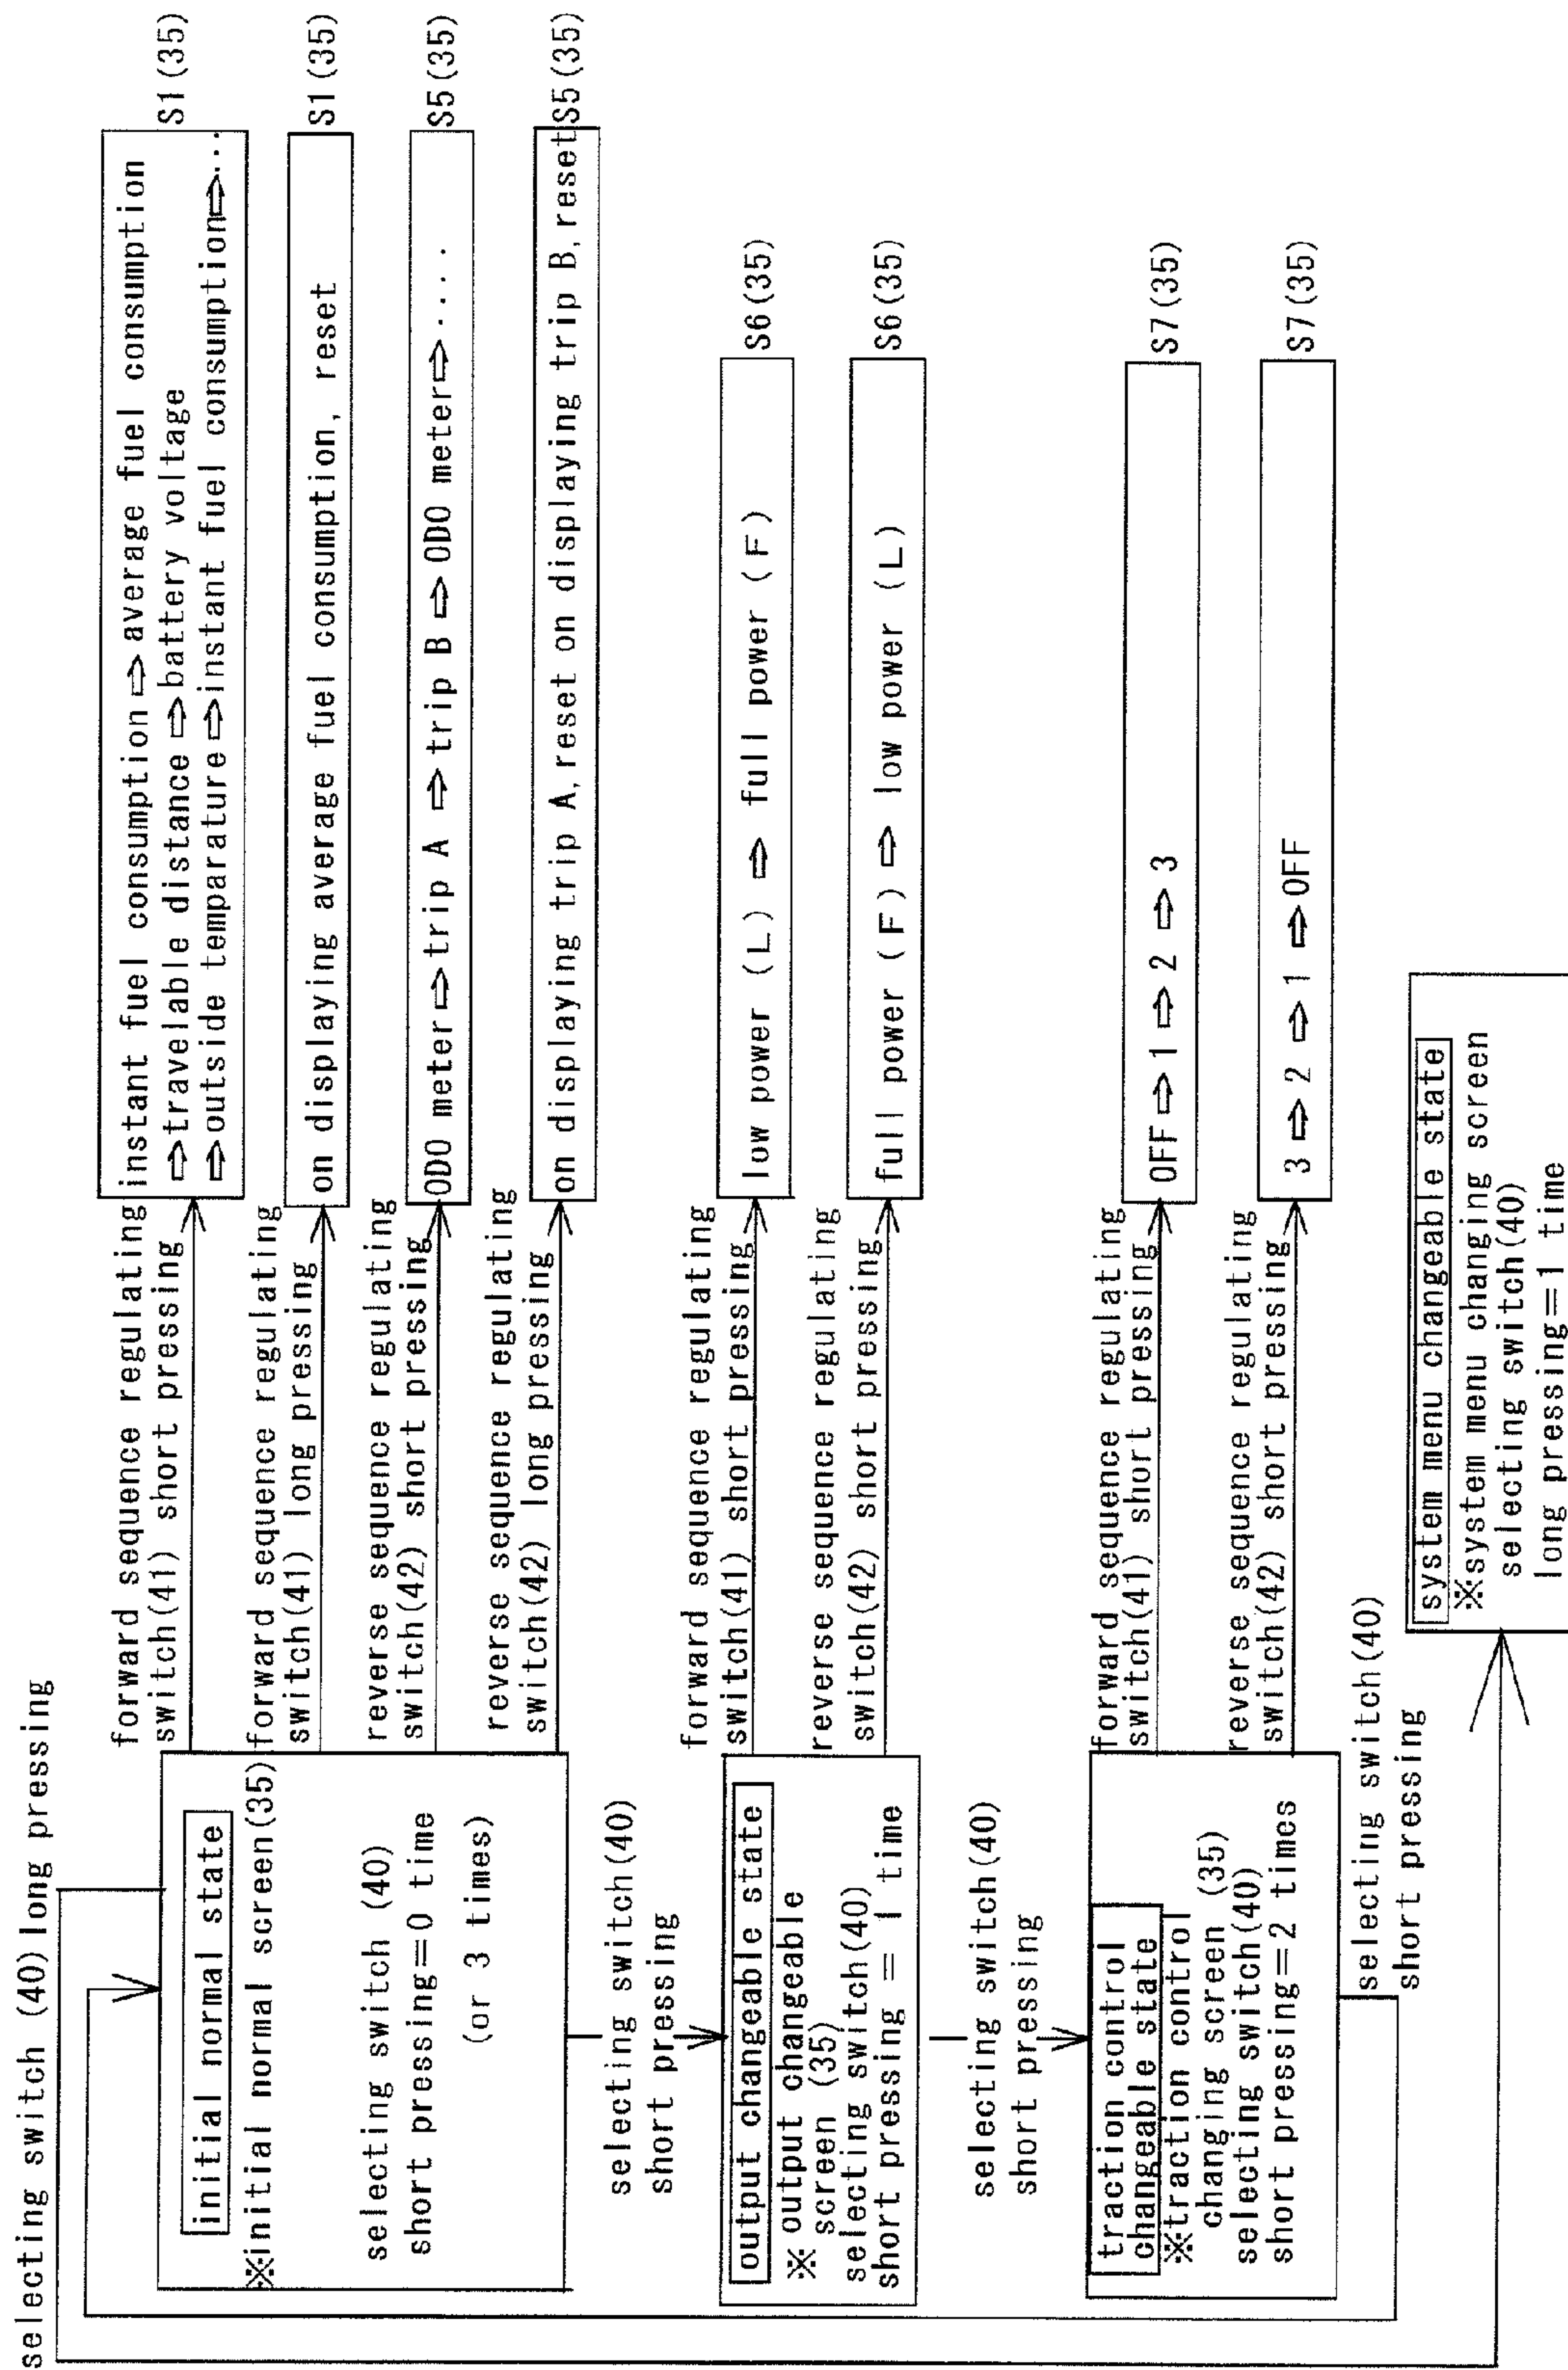 selecting switch (40) long pressing
initial normal state
※initial normal screen(35)
selecting switch (40)
short pressing=0 time
(or 3 times)
forward sequence regulating
switch(41) short pressing
instant fuel consumption⇨average fuel consumption
⇨travelable distance⇨battery voltage
⇨outside temparature⇨instant fuel consumption⇨...
S1(35)
forward sequence regulating
switch(41) long pressing
on displaying average fuel consumption, reset
S1(35)
reverse sequence regulating
switch(42) short pressing
ODO meter⇨trip A ⇨trip B ⇨ODO meter⇨....
S5(35)
reverse sequence regulating
switch(42) long pressing
on displaying trip A,reset on displaying trip B,reset
S5(35)
selecting switch(40)
short pressing
output changeable state
※ output changeable
screen (35)
selecting switch(40)
short pressing = 1 time
forward sequence regulating
switch(41) short pressing
low power (L) ⇨ full power (F)
S6(35)
reverse sequence regulating
switch(42) short pressing
full power (F) ⇨ low power (L)
S6(35)
selecting switch(40)
short pressing
traction control
changeable state
※traction control
changing screen (35)
selecting switch(40)
short pressing=2 times
forward sequence regulating
switch(41) short pressing
OFF⇨1⇨2⇨3
S7(35)
reverse sequence regulating
switch(42) short pressing
3⇨2⇨1⇨OFF
S7(35)
selecting switch(40)
short pressing
system menu changeable state
※system menu changing screen
selecting switch(40)
long pressing=1 time